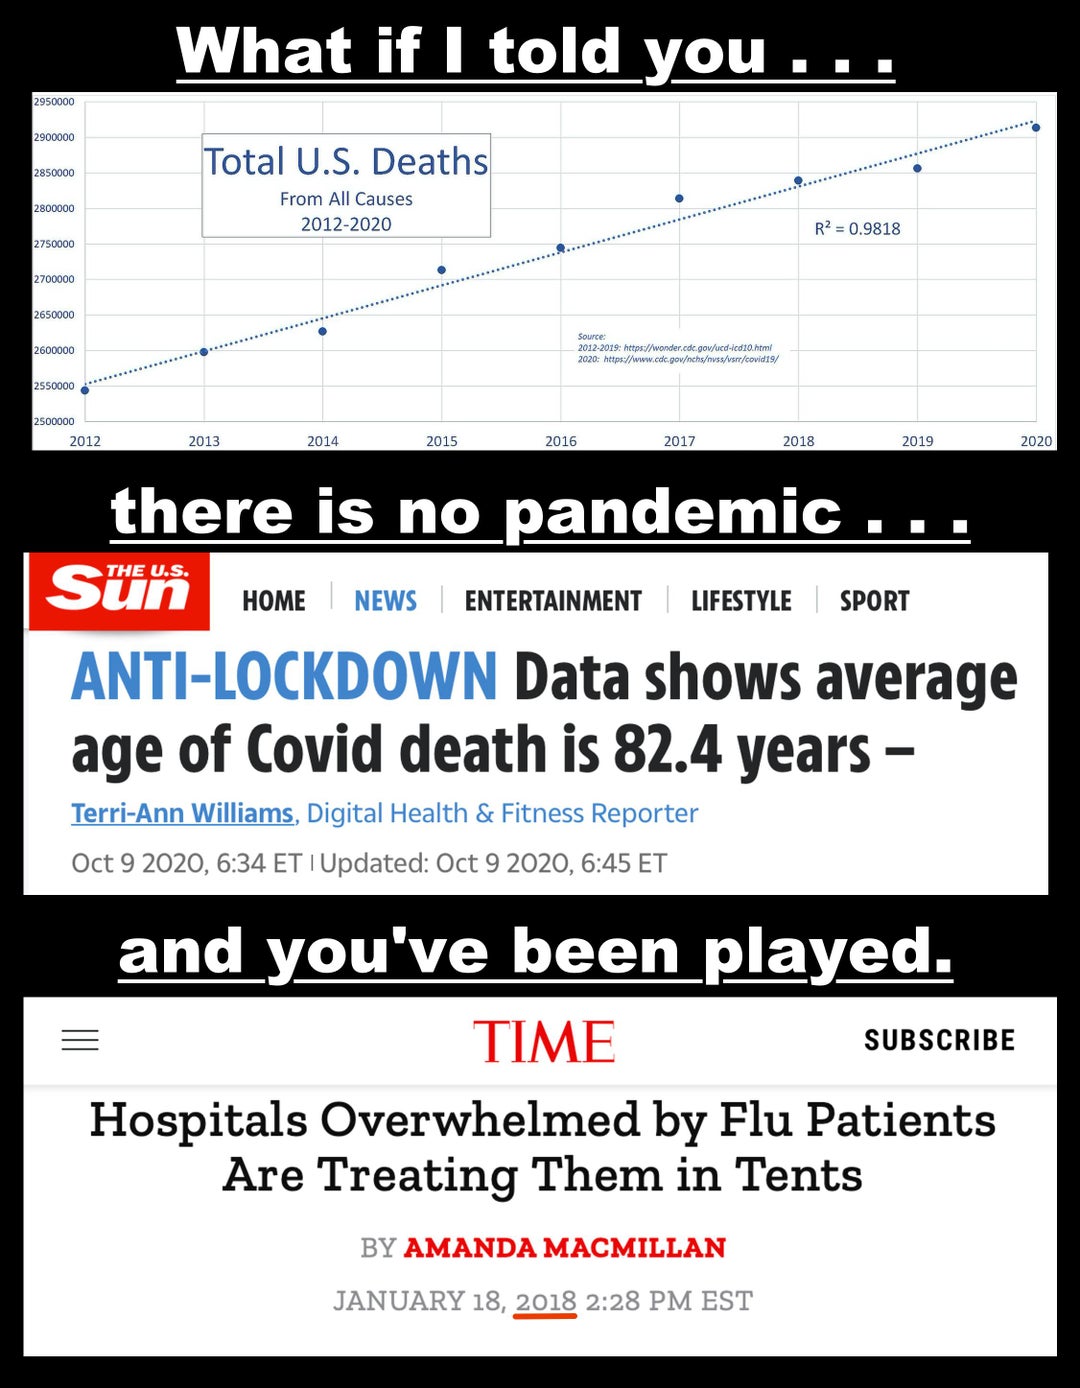 What if I told you . . .
2950000
2900000
2850000
2800000
2750000
2700000
2650000
2600000
2550000
2500000
Total U.S. Deaths
From All Causes
2012-2020
R² = 0.9818
Source:
2012-2019: https://wonder.cdc.gov/ucd-icd10.html
2020: https://www.cdc.gov/nchs/nvss/vsrr/covid19/
2012 2013 2014 2015 2016 2017 2018 2019 2020
there is no pandemic . . .
THE U.S.
Sun
HOME NEWS ENTERTAINMENT LIFESTYLE SPORT
ANTI-LOCKDOWN Data shows average
age of Covid death is 82.4 years –
Terri-Ann Williams, Digital Health & Fitness Reporter
Oct 9 2020, 6:34 ET | Updated: Oct 9 2020, 6:45 ET
and you've been played.
TIME
SUBSCRIBE
Hospitals Overwhelmed by Flu Patients
Are Treating Them in Tents
BY AMANDA MACMILLAN
JANUARY 18, 2018 2:28 PM EST